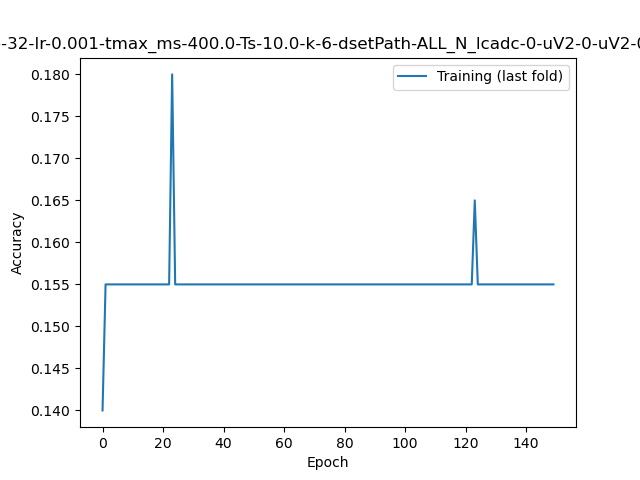 -32-lr-0.001-tmax_ms-400.0-Ts-10.0-k-6-dsetPath-ALL_N_lcadc-0-uV2-0-uV2-0
Training (last fold)
Accuracy
0.180
0.175
0.170
0.165
0.160
0.155
0.150
0.145
0.140
0 20 40 60 80 100 120 140
Epoch